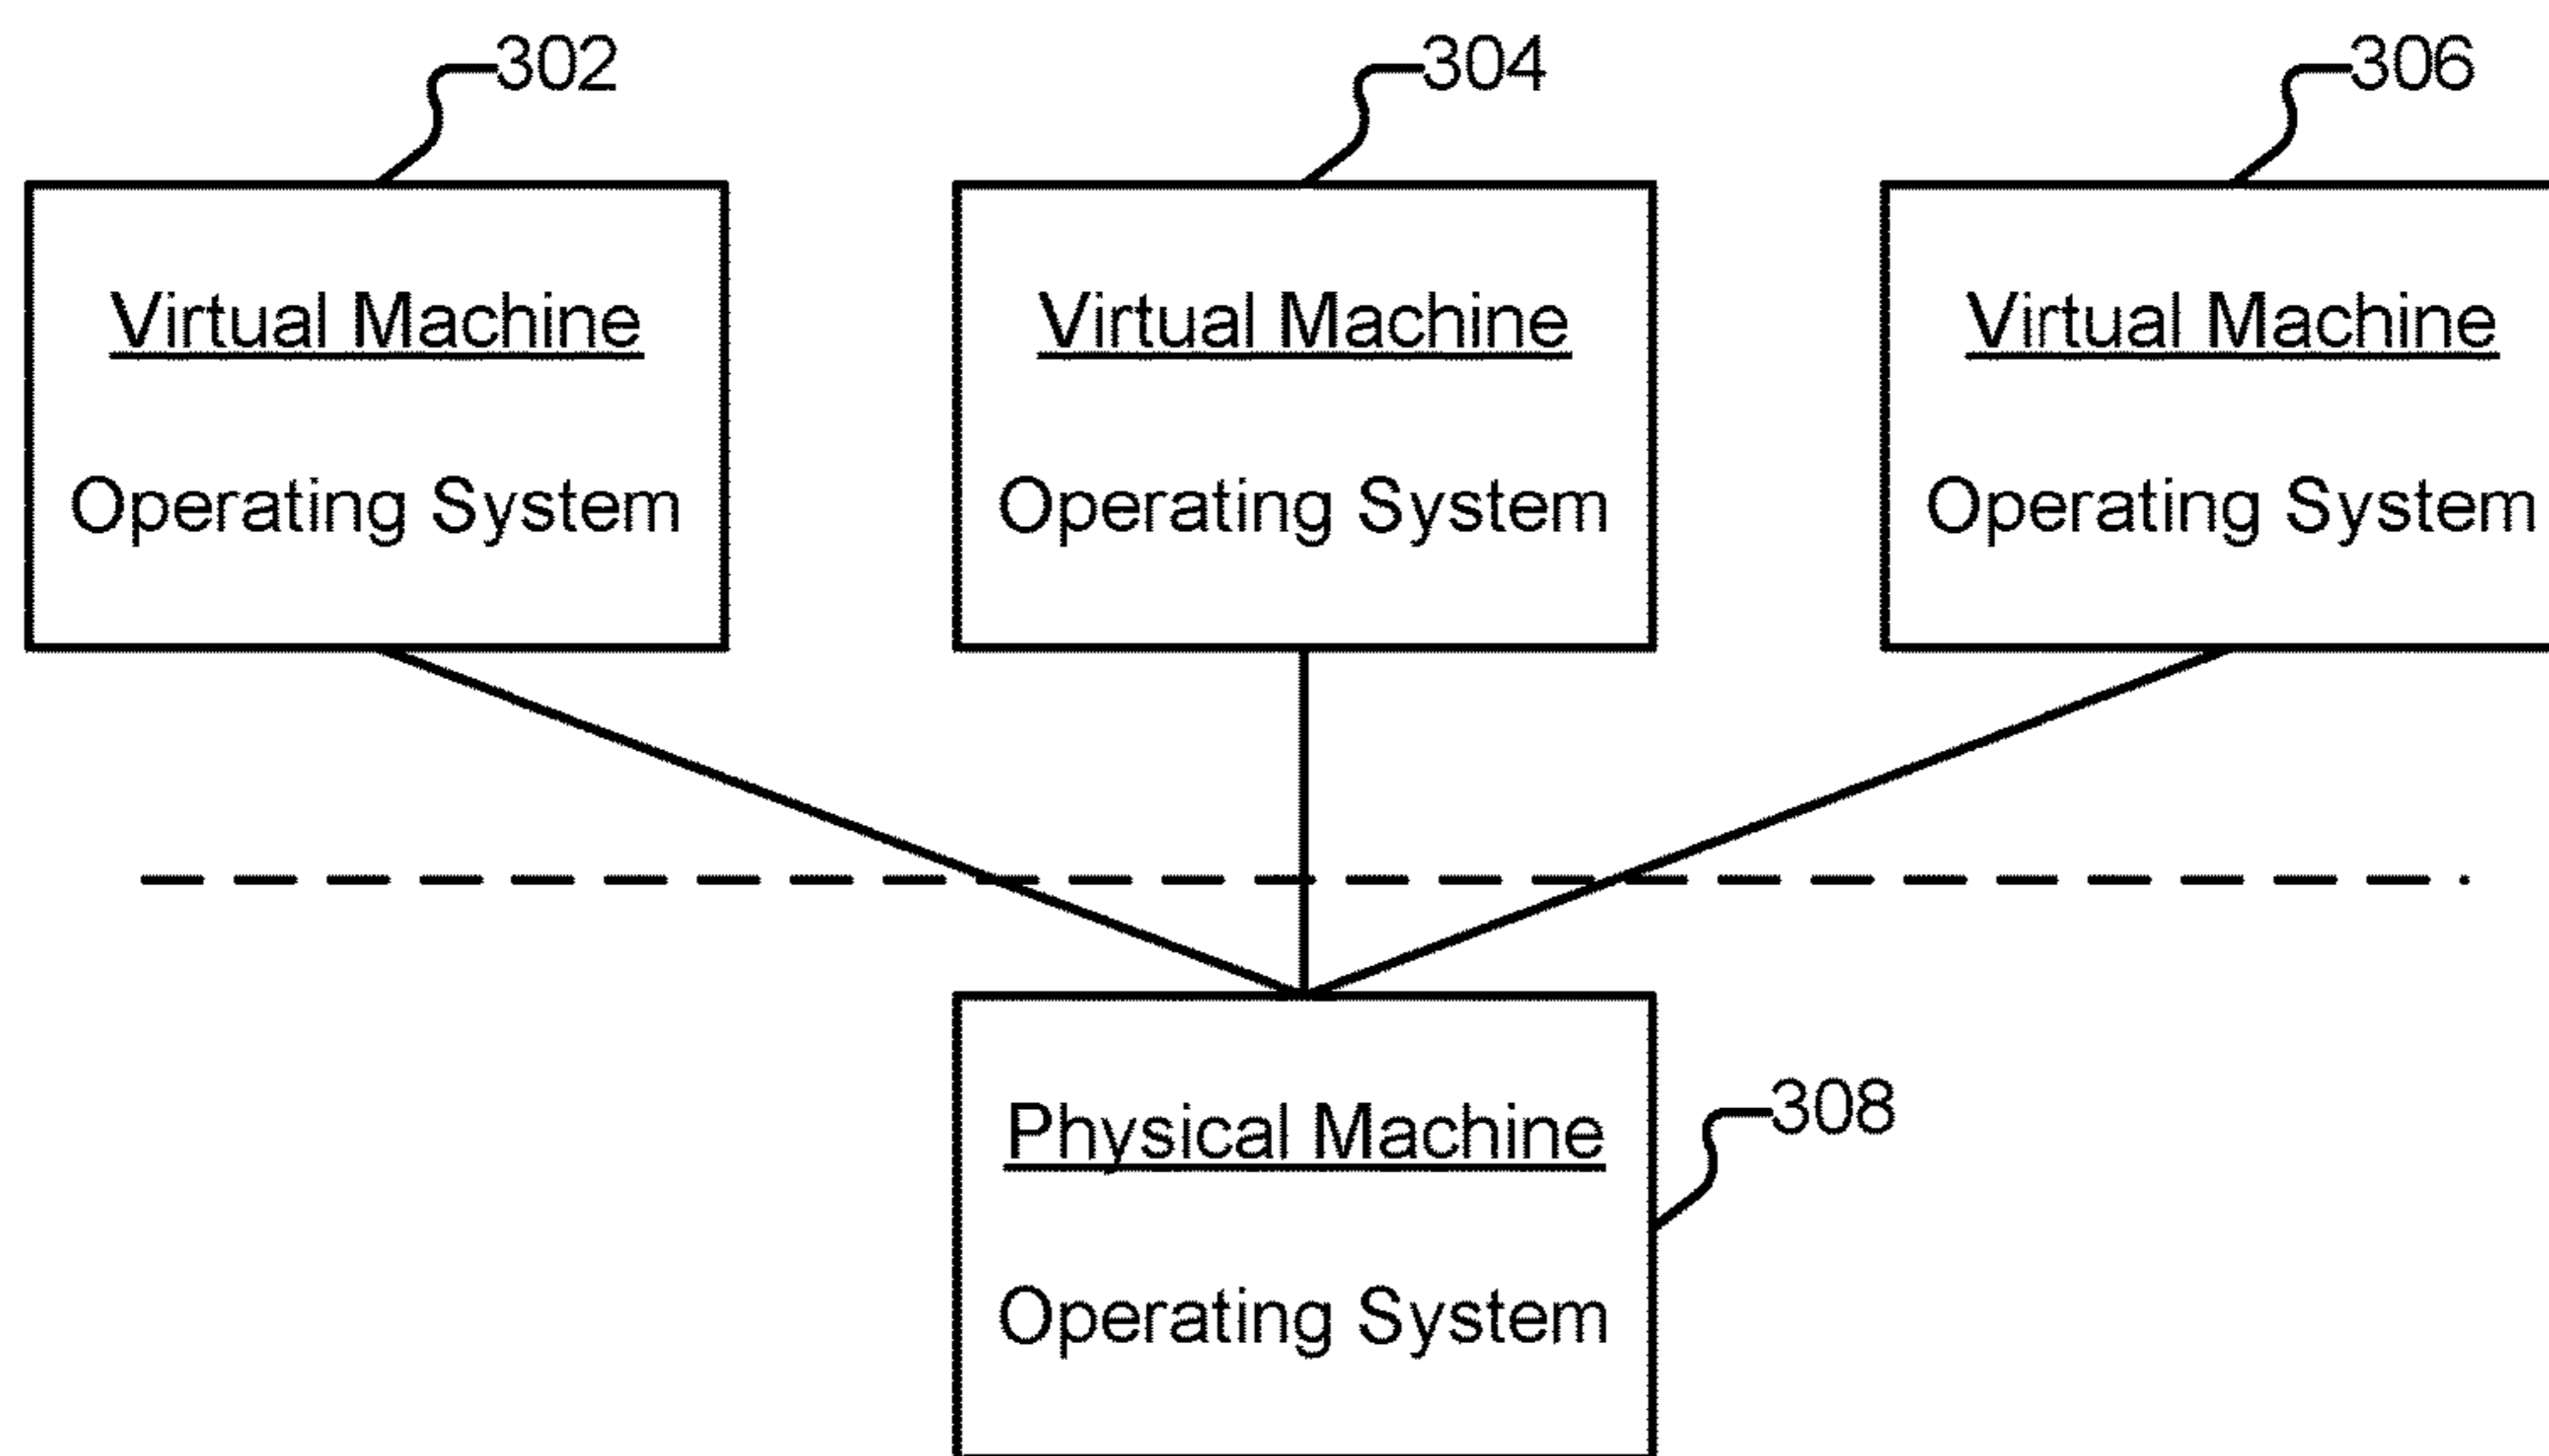 302
304
306
Virtual Machine
Operating System
Virtual Machine
Operating System
Virtual Machine
Operating System
Physical Machine
Operating System
308